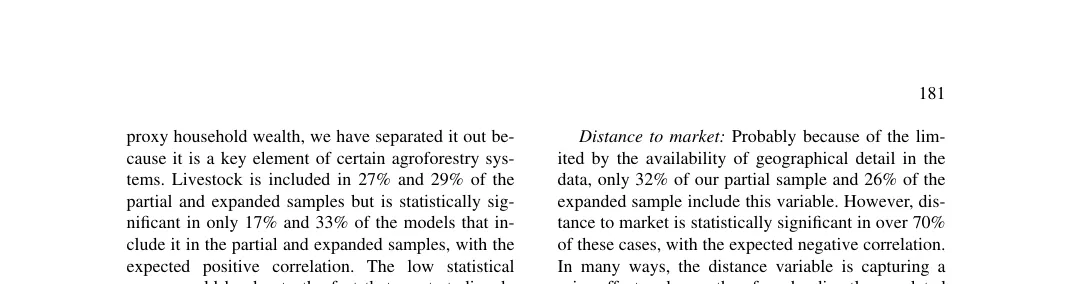 181
proxy household wealth, we have separated it out be-
cause it is a key element of certain agroforestry sys-
tems. Livestock is included in 27% and 29% of the
partial and expanded samples but is statistically sig-
nificant in only 17% and 33% of the models that in-
clude it in the partial and expanded samples, with the
expected positive correlation. The low statistical
Distance to market: Probably because of the lim-
ited by the availability of geographical detail in the
data, only 32% of our partial sample and 26% of the
expanded sample include this variable. However, dis-
tance to market is statistically significant in over 70%
of these cases, with the expected negative correlation.
In many ways, the distance variable is capturing a